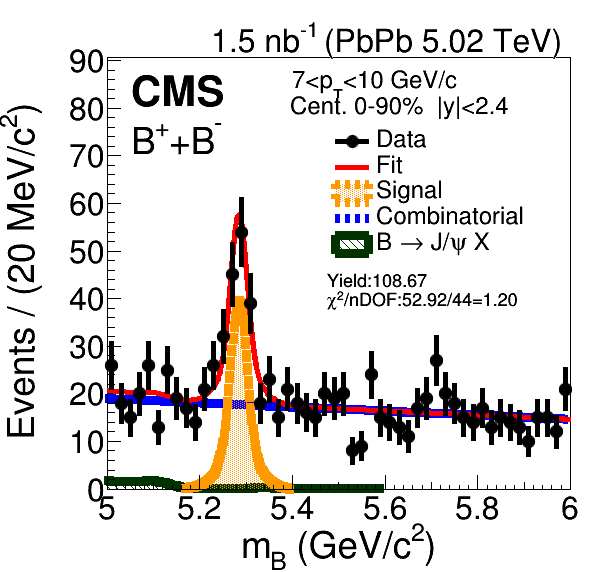 1.5 nb⁻¹ (PbPb 5.02 TeV)
CMS
B⁺+B⁻
7<p_T<10 GeV/c
Cent. 0-90% |y|<2.4
Data
Fit
Signal
Combinatorial
B → J/ψ X
Yield:108.67
χ²/nDOF:52.92/44=1.20
Events / (20 MeV/c²)
90
80
70
60
50
40
30
20
10
0
5 5.2 5.4 5.6 5.8 6
m_B (GeV/c²)